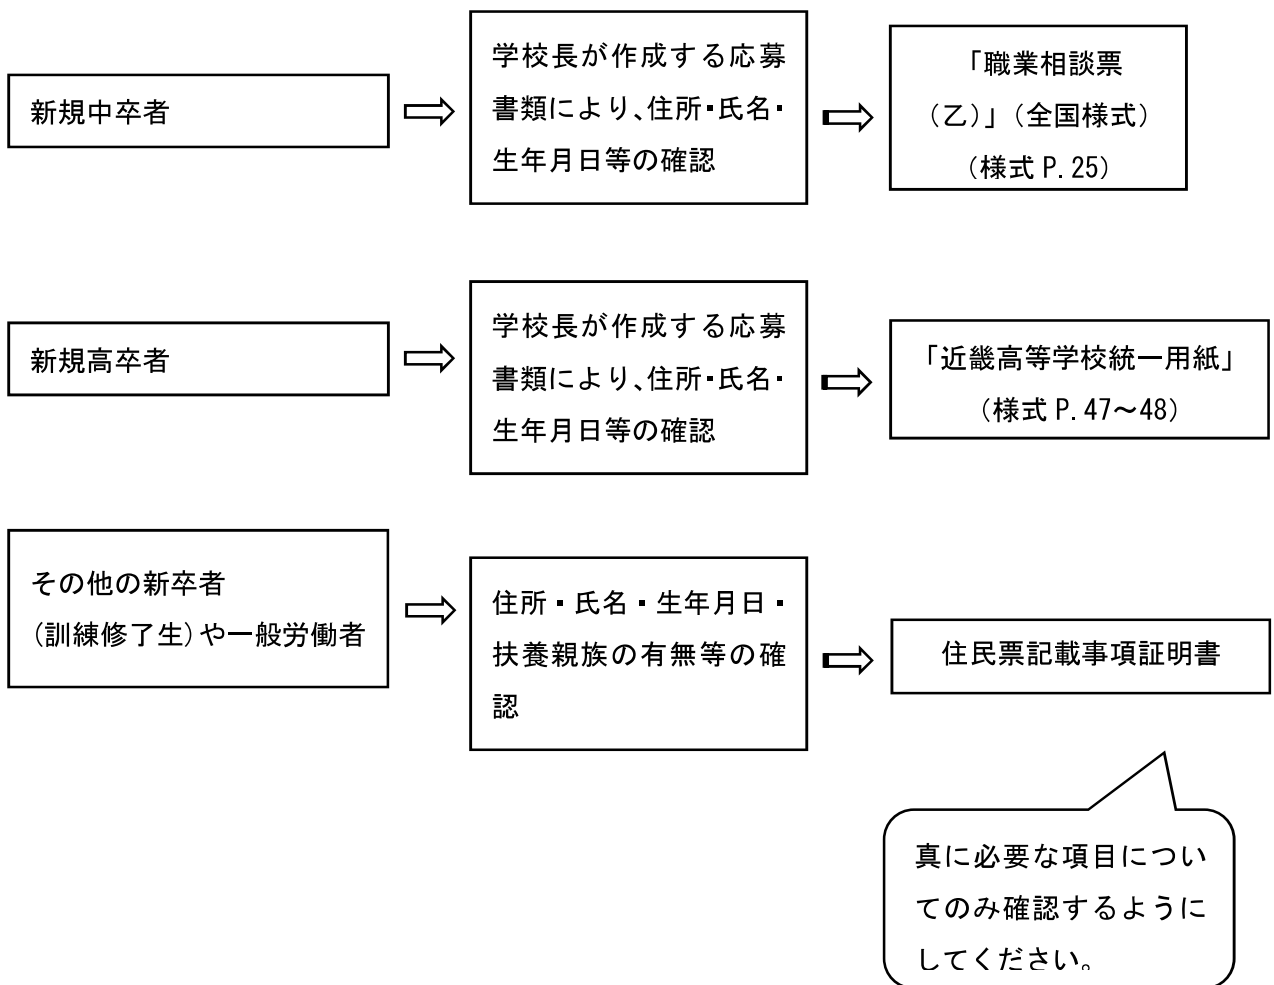 新規中卒者
学校長が作成する応募
書類により、住所・氏名・
生年月日等の確認
「職業相談票
(乙)」(全国様式)
(様式 P.25)
新規高卒者
学校長が作成する応募
書類により、住所・氏名・
生年月日等の確認
「近畿高等学校統一用紙」
(様式 P.47～48)
その他の新卒者
(訓練修了生)や一般労働者
住所・氏名・生年月日・
扶養親族の有無等の確
認
住民票記載事項証明書
真に必要な項目につい
てのみ確認するように
してください。